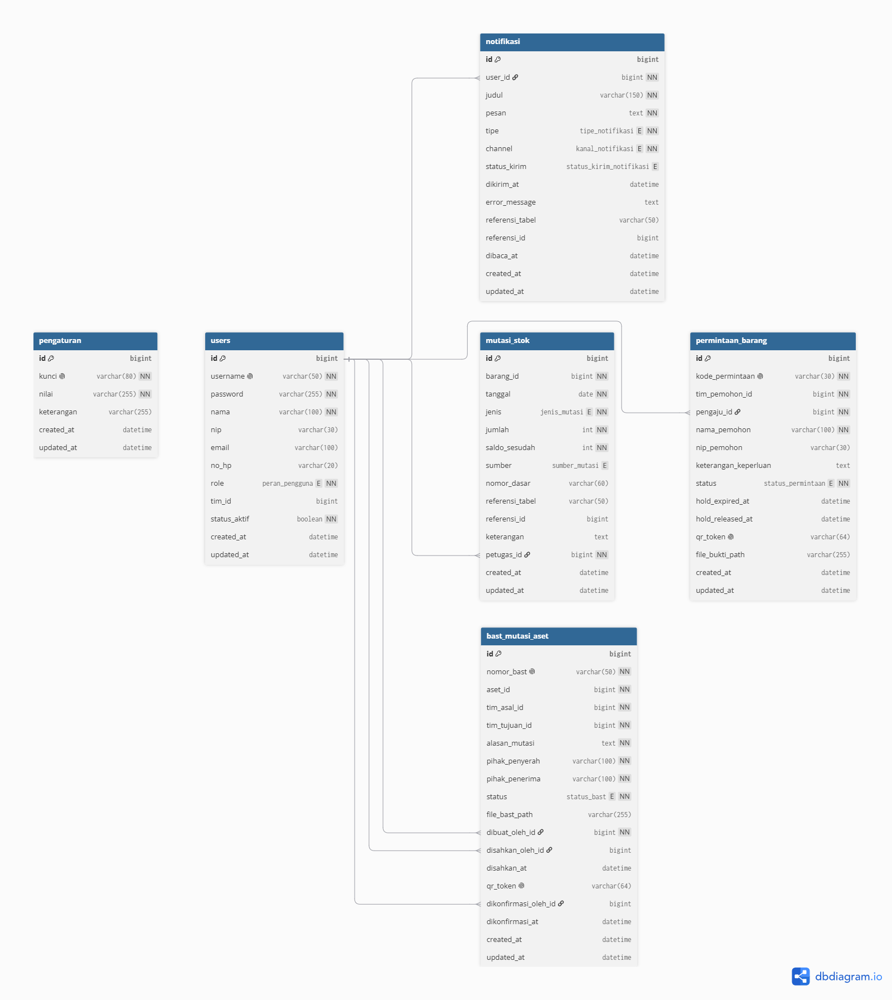 notifikasi
id bigint
user_id bigint NN
judul varchar(150) NN
pesan text NN
tipe tipe_notifikasi E NN
channel kanal_notifikasi E NN
status_kirim status_kirim_notifikasi E
dikirim_at datetime
error_message text
referensi_tabel varchar(50)
referensi_id bigint
dibaca_at datetime
created_at datetime
updated_at datetime
pengaturan
id bigint
kunci varchar(80) NN
nilai varchar(255) NN
keterangan varchar(255)
created_at datetime
updated_at datetime
users
id bigint
username varchar(50) NN
password varchar(255) NN
nama varchar(100) NN
nip varchar(30)
email varchar(100)
no_hp varchar(20)
role peran_pengguna E NN
tim_id bigint
status_aktif boolean NN
created_at datetime
updated_at datetime
mutasi_stok
id bigint
barang_id bigint NN
tanggal date NN
jenis jenis_mutasi E NN
jumlah int NN
saldo_sesudah int NN
sumber sumber_mutasi E
nomor_dasar varchar(60)
referensi_tabel varchar(50)
referensi_id bigint
keterangan text
petugas_id bigint NN
created_at datetime
updated_at datetime
permintaan_barang
id bigint
kode_permintaan varchar(30) NN
tim_pemohon_id bigint NN
pengaju_id bigint NN
nama_pemohon varchar(100) NN
nip_pemohon varchar(30)
keterangan_keperluan text
status status_permintaan E NN
hold_expired_at datetime
hold_released_at datetime
qr_token varchar(64)
file_bukti_path varchar(255)
created_at datetime
updated_at datetime
bast_mutasi_aset
id bigint
nomor_bast varchar(50) NN
aset_id bigint NN
tim_asal_id bigint NN
tim_tujuan_id bigint NN
alasan_mutasi text NN
pihak_penyerah varchar(100) NN
pihak_penerima varchar(100) NN
status status_bast E NN
file_bast_path varchar(255)
dibuat_oleh_id bigint NN
disahkan_oleh_id bigint
disahkan_at datetime
qr_token varchar(64)
dikonfirmasi_oleh_id bigint
dikonfirmasi_at datetime
created_at datetime
updated_at datetime
dbdiagram.io